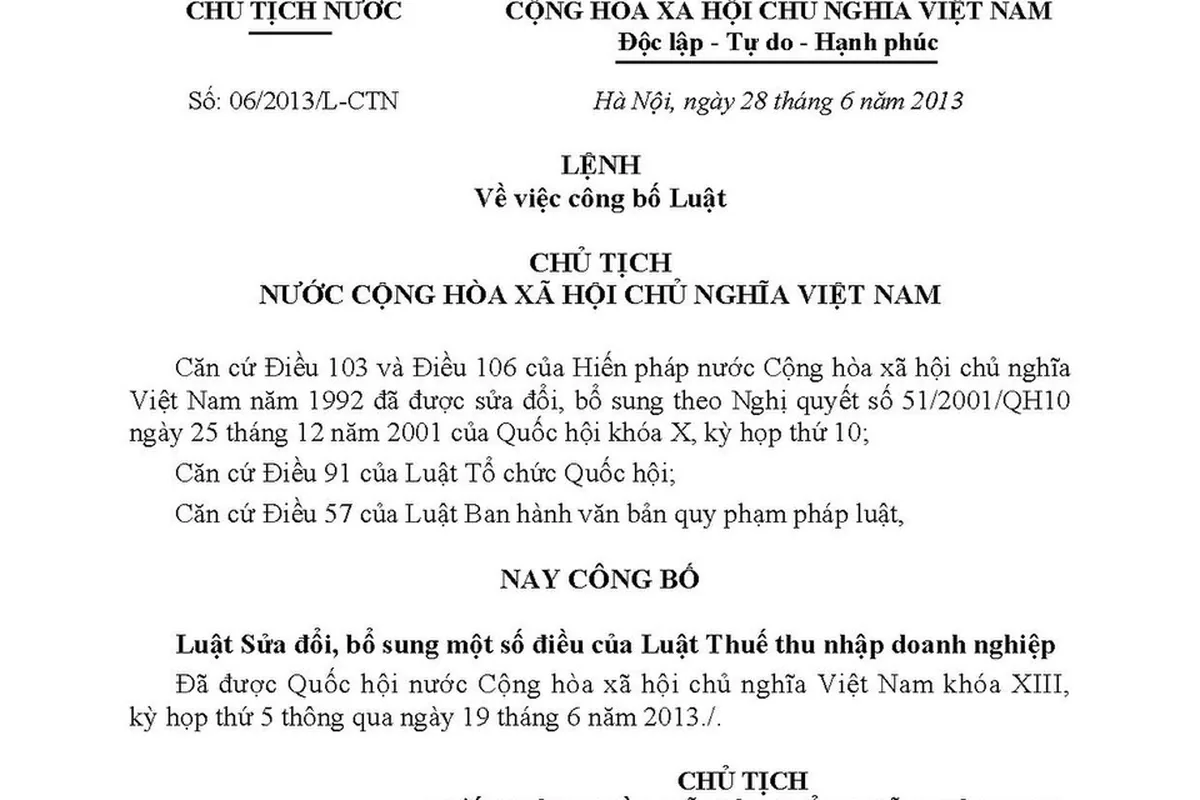 CHỦ TỊCH NƯỚC
CỘNG HÒA XÃ HỘI CHỦ NGHĨA VIỆT NAM
Độc lập - Tự do - Hạnh phúc
Số: 06/2013/L-CTN
Hà Nội, ngày 28 tháng 6 năm 2013
LỆNH
Về việc công bố Luật
CHỦ TỊCH
NƯỚC CỘNG HÒA XÃ HỘI CHỦ NGHĨA VIỆT NAM
Căn cứ Điều 103 và Điều 106 của Hiến pháp nước Cộng hòa xã hội chủ nghĩa
Việt Nam năm 1992 đã được sửa đổi, bổ sung theo Nghị quyết số 51/2001/QH10
ngày 25 tháng 12 năm 2001 của Quốc hội khóa X, kỳ họp thứ 10;
Căn cứ Điều 91 của Luật Tổ chức Quốc hội;
Căn cứ Điều 57 của Luật Ban hành văn bản quy phạm pháp luật,
NAY CÔNG BỐ
Luật Sửa đổi, bổ sung một số điều của Luật Thuế thu nhập doanh nghiệp
Đã được Quốc hội nước Cộng hòa xã hội chủ nghĩa Việt Nam khóa XIII,
kỳ họp thứ 5 thông qua ngày 19 tháng 6 năm 2013./.
CHỦ TỊCH